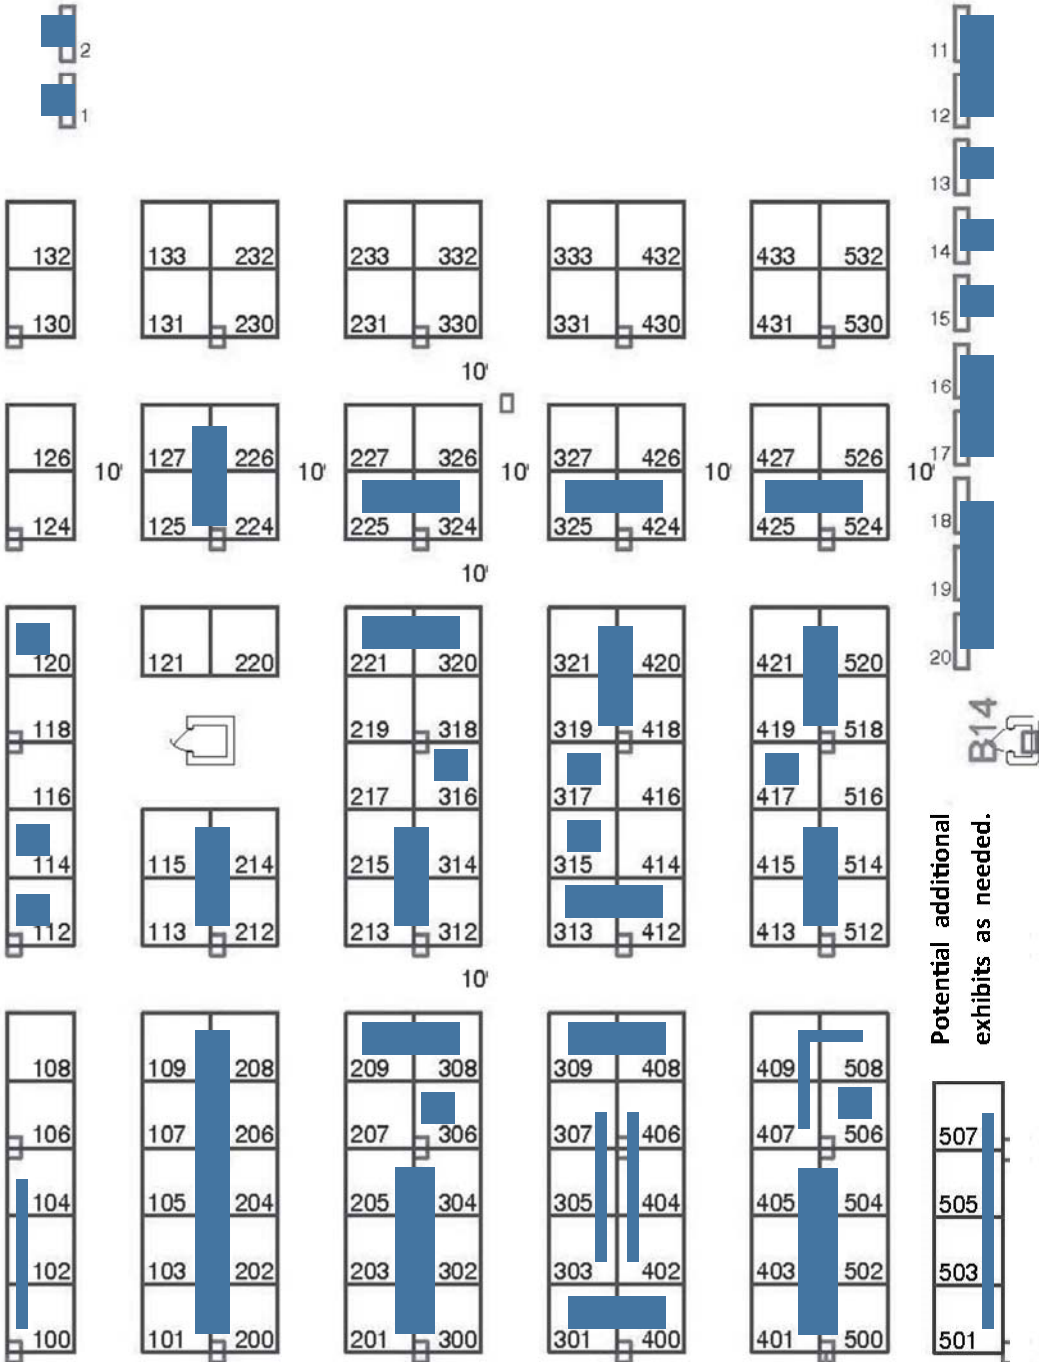 2 11
1 12
13
14
132 133 232 233 332 333 432 433 532
15
130 131 230 231 330 331 430 431 530
10'
16
126 10' 127 226 10' 227 326 10' 327 426 10' 427 526 10' 17
124 125 224 225 324 325 424 425 524 18
10'
19
120 121 220 221 320 321 420 421 520 20
118 219 318 319 418 419 518 B14
116 217 316 317 416 417 516
114 115 214 215 314 315 414 415 514
112 113 212 213 312 313 412 413 512
Potential additional
exhibits as needed.
10'
108 109 208 209 308 309 408 409 508
106 107 206 207 306 307 406 407 506 507
104 105 204 205 304 305 404 405 504 505
102 103 202 203 302 303 402 403 502 503
100 101 200 201 300 301 400 401 500 501